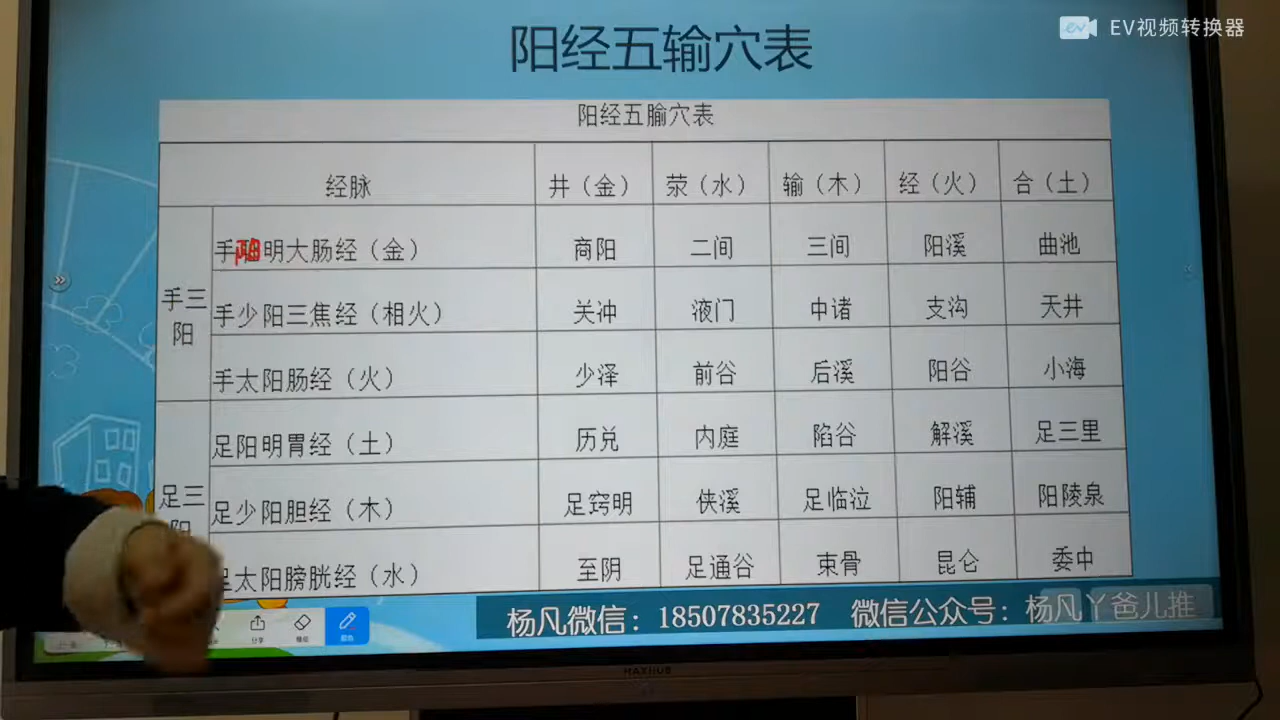 EV视频转换器
阳经五输穴表
阳经五腧穴表
经脉 井（金） 荥（水） 输（木） 经（火） 合（土）
手三阳
手阳明大肠经（金） 商阳 二间 三间 阳溪 曲池
手少阳三焦经（相火） 关冲 液门 中诸 支沟 天井
手太阳肠经（火） 少泽 前谷 后溪 阳谷 小海
足三阳
足阳明胃经（土） 历兑 内庭 陷谷 解溪 足三里
足少阳胆经（木） 足窍明 侠溪 足临泣 阳辅 阳陵泉
足太阳膀胱经（水） 至阴 足通谷 束骨 昆仑 委中
分享
杨凡微信：18507835227 微信公众号：杨凡丫爸儿推
MAXHUB